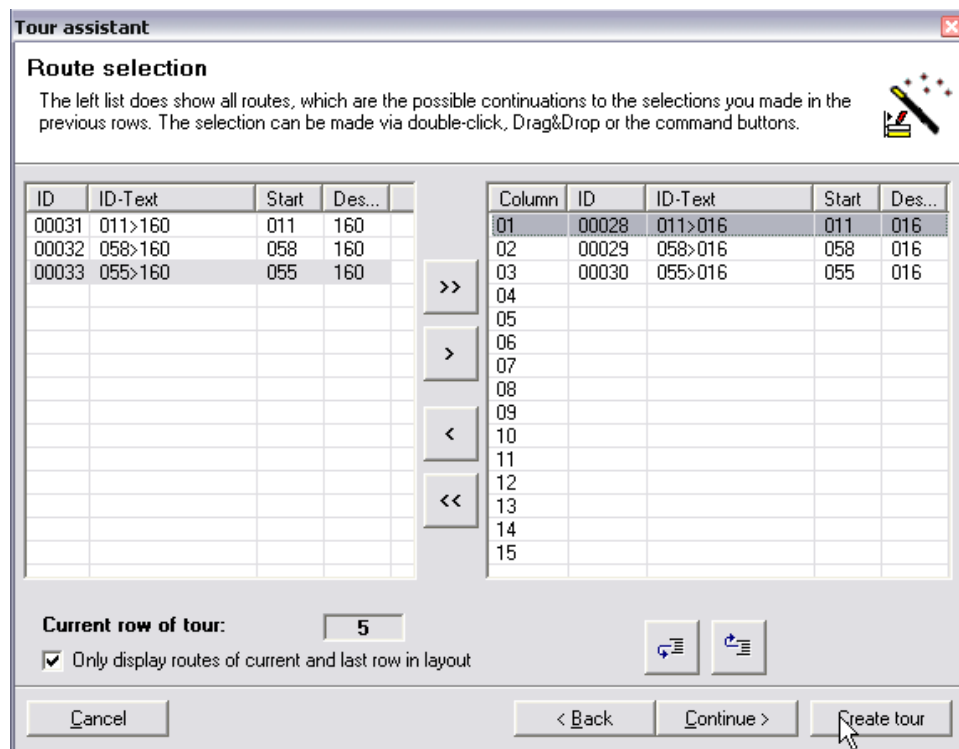 Tour assistant
Route selection
The left list does show all routes, which are the possible continuations to the selections you made in the
previous rows. The selection can be made via double-click, Drag&Drop or the command buttons.
ID ID-Text Start Des...
00031 011>160 011 160
00032 058>160 058 160
00033 055>160 055 160
>>
>
<
<<
Column ID ID-Text Start Des...
01 00028 011>016 011 016
02 00029 058>016 058 016
03 00030 055>016 055 016
04
05
06
07
08
09
10
11
12
13
14
15
Current row of tour: 5
Only display routes of current and last row in layout
Cancel < Back Continue > Create tour